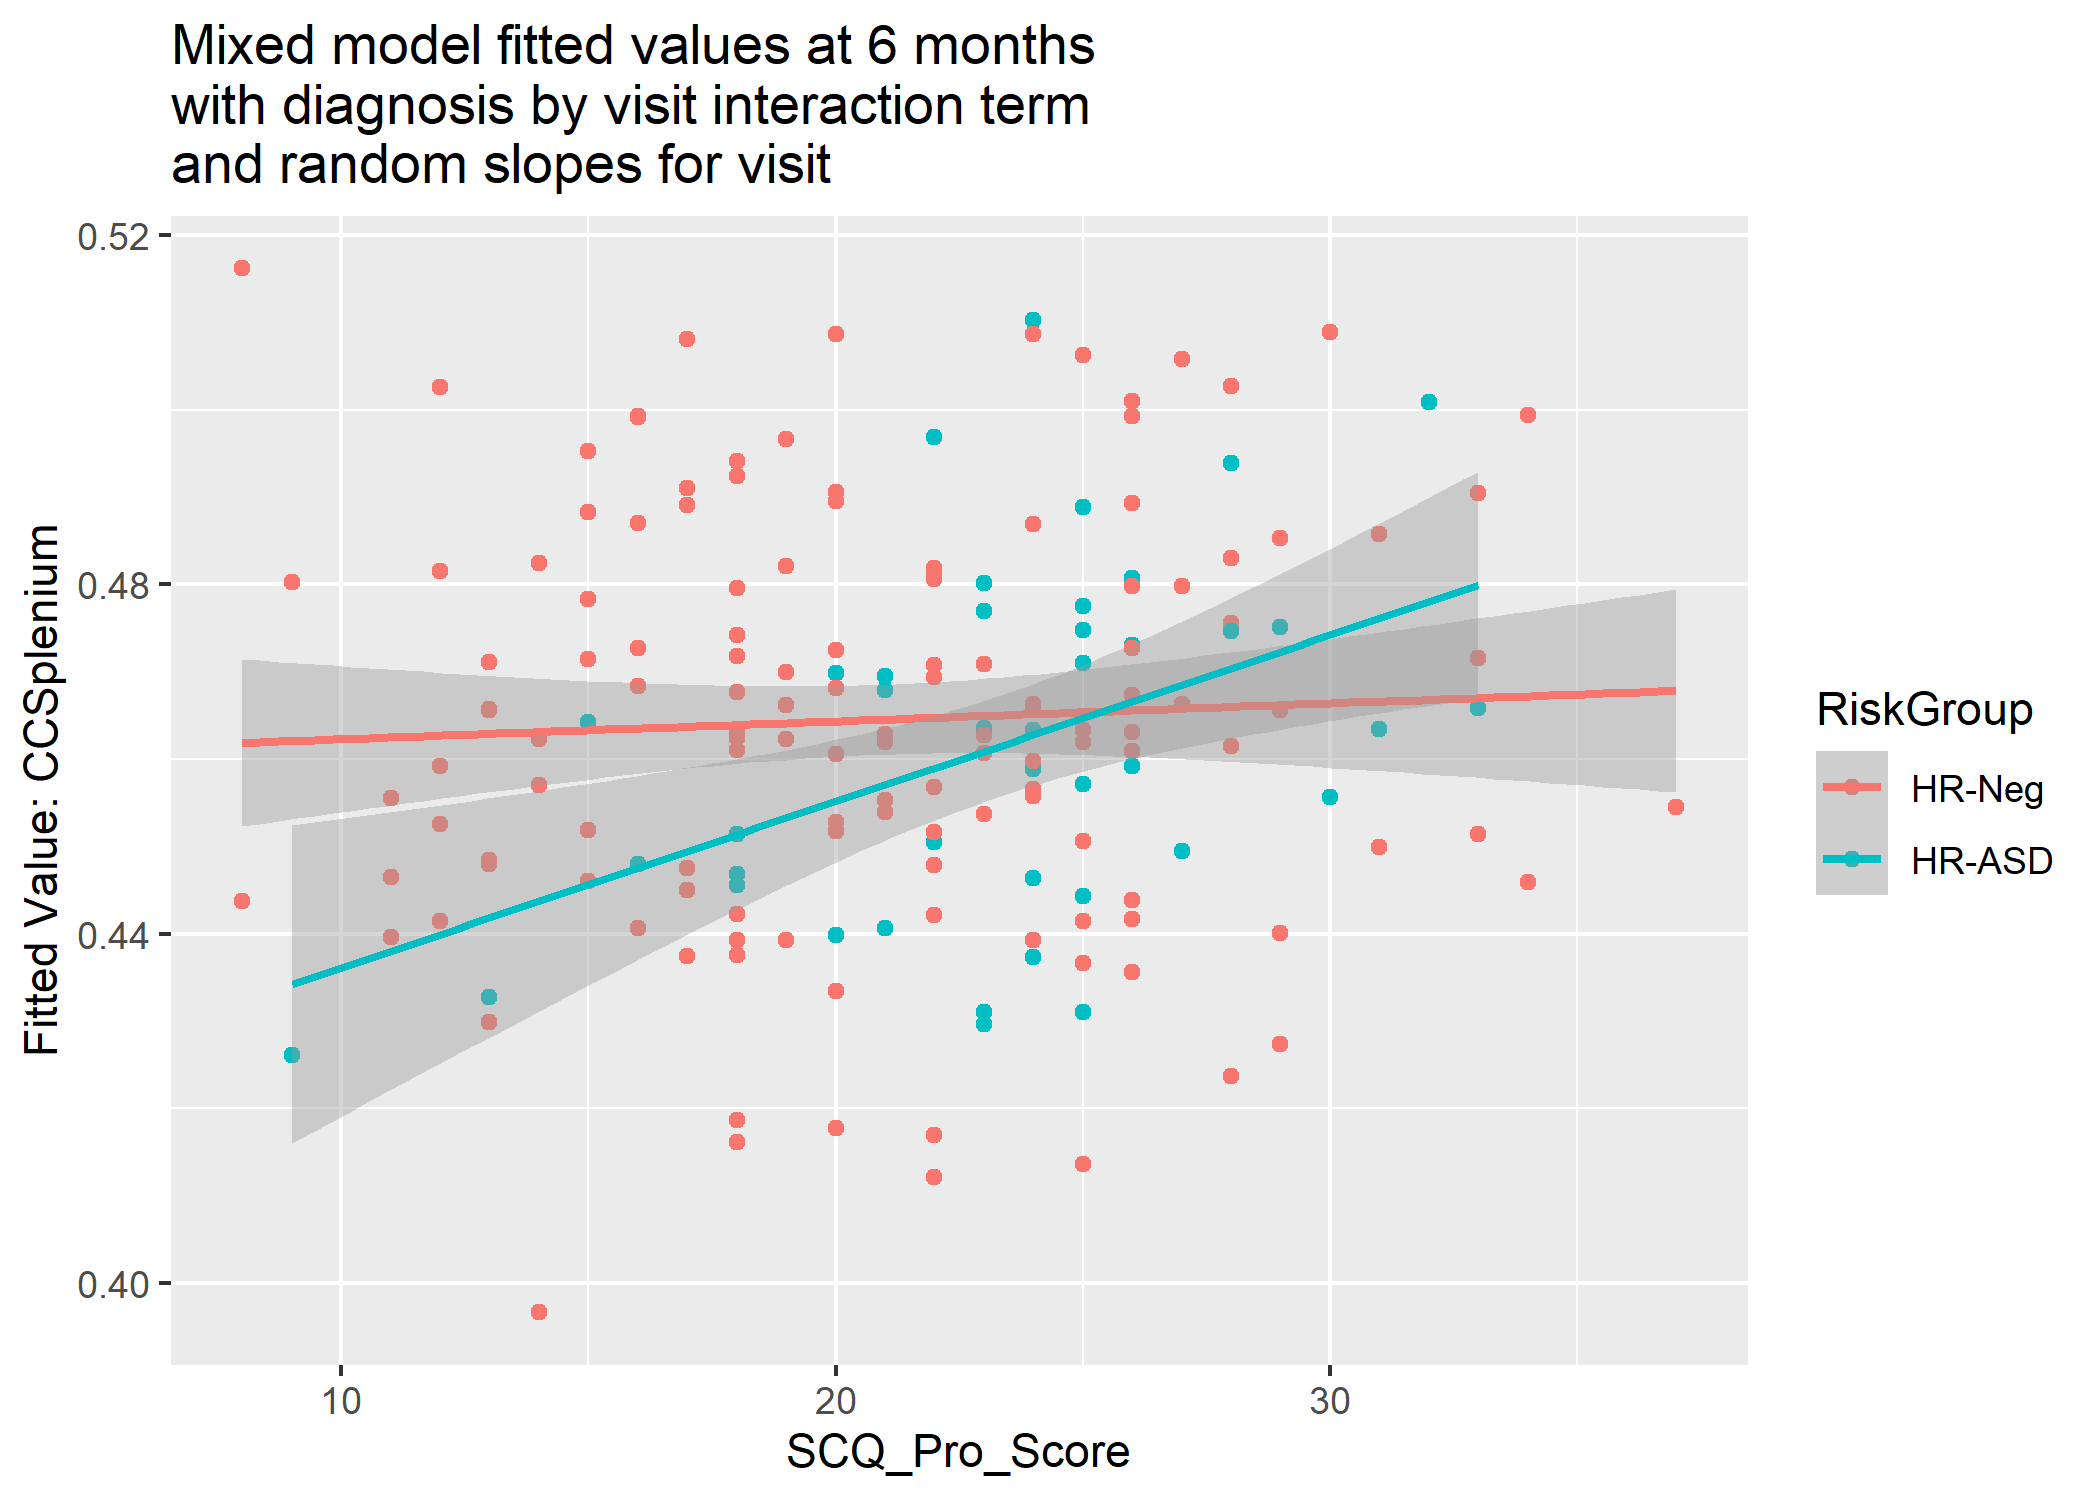 Mixed model fitted values at 6 months
with diagnosis by visit interaction term
and random slopes for visit
0.52
0.48
0.44
0.40
Fitted Value: CCSplenium
10
20
30
SCQ_Pro_Score
RiskGroup
HR-Neg
HR-ASD